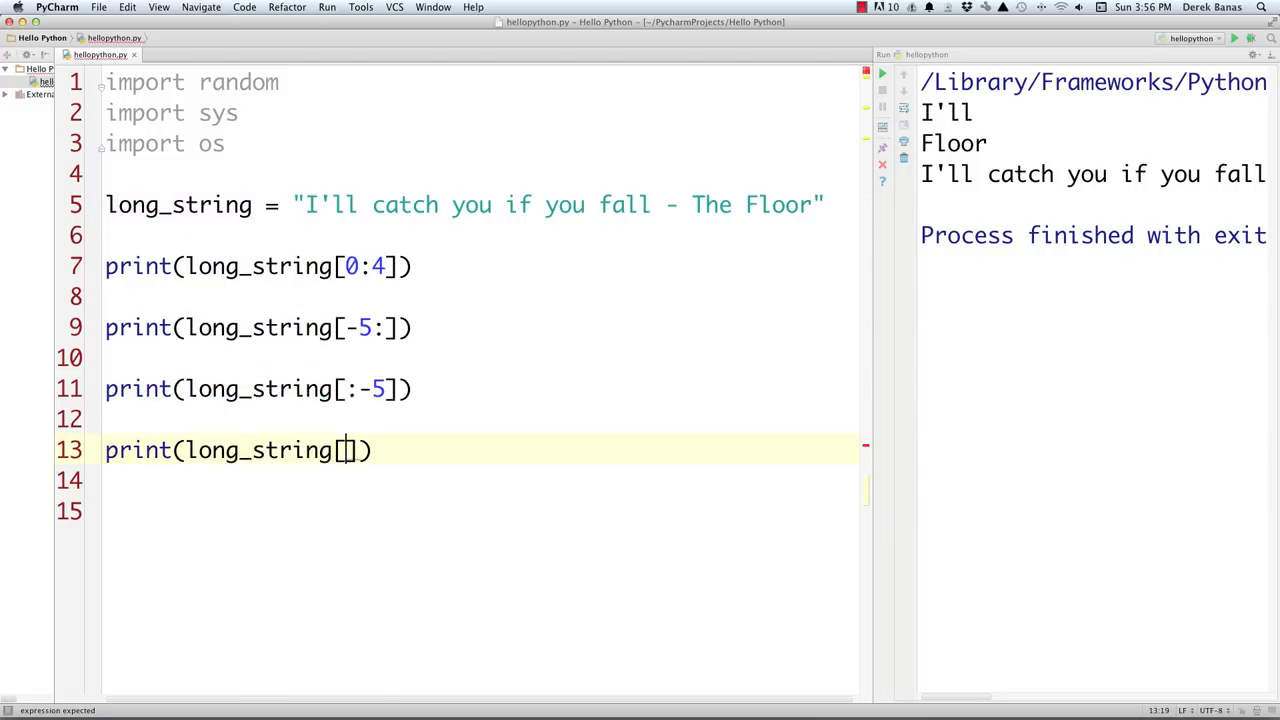 PyCharm File Edit View Navigate Code Refactor Run Tools VCS Window Help 10 Sun 3:56 PM Derek Banas
hellopython.py – Hello Python – [~/PycharmProjects/Hello Python]
Hello Python hellopython.py hellopython
hellopython.py Run hellopython
Hello P
hell
Externa
1 import random
2 import sys
3 import os
4
5 long_string = "I'll catch you if you fall - The Floor"
6
7 print(long_string[0:4])
8
9 print(long_string[-5:])
10
11 print(long_string[:-5])
12
13 print(long_string[])
14
15
/Library/Frameworks/Python
I'll
Floor
I'll catch you if you fall
Process finished with exit
expression expected 13:19 LF UTF-8